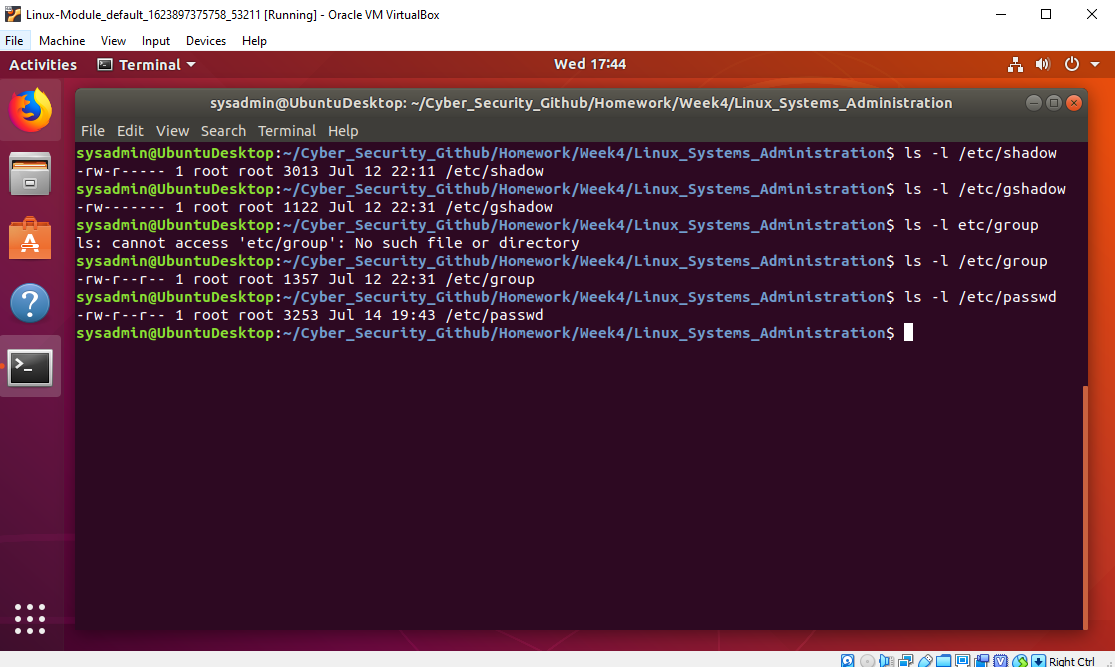 Linux-Module_default_1623897375758_53211 [Running] - Oracle VM VirtualBox
File Machine View Input Devices Help
Activities Terminal Wed 17:44
sysadmin@UbuntuDesktop: ~/Cyber_Security_Github/Homework/Week4/Linux_Systems_Administration
File Edit View Search Terminal Help
sysadmin@UbuntuDesktop:~/Cyber_Security_Github/Homework/Week4/Linux_Systems_Administration$ ls -l /etc/shadow
-rw-r----- 1 root root 3013 Jul 12 22:11 /etc/shadow
sysadmin@UbuntuDesktop:~/Cyber_Security_Github/Homework/Week4/Linux_Systems_Administration$ ls -l /etc/gshadow
-rw------- 1 root root 1122 Jul 12 22:31 /etc/gshadow
sysadmin@UbuntuDesktop:~/Cyber_Security_Github/Homework/Week4/Linux_Systems_Administration$ ls -l etc/group
ls: cannot access 'etc/group': No such file or directory
sysadmin@UbuntuDesktop:~/Cyber_Security_Github/Homework/Week4/Linux_Systems_Administration$ ls -l /etc/group
-rw-r--r-- 1 root root 1357 Jul 12 22:31 /etc/group
sysadmin@UbuntuDesktop:~/Cyber_Security_Github/Homework/Week4/Linux_Systems_Administration$ ls -l /etc/passwd
-rw-r--r-- 1 root root 3253 Jul 14 19:43 /etc/passwd
sysadmin@UbuntuDesktop:~/Cyber_Security_Github/Homework/Week4/Linux_Systems_Administration$
Right Ctrl